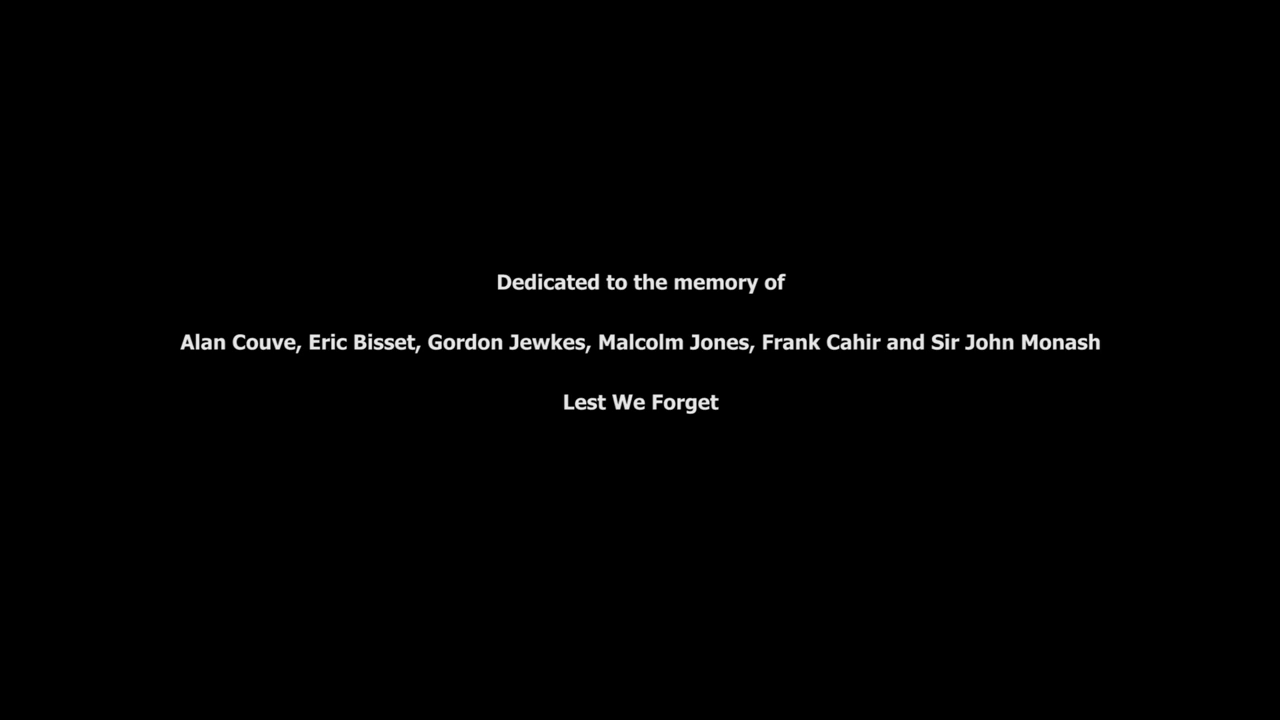 Dedicated to the memory of
Alan Couve, Eric Bisset, Gordon Jewkes, Malcolm Jones, Frank Cahir and Sir John Monash
Lest We Forget